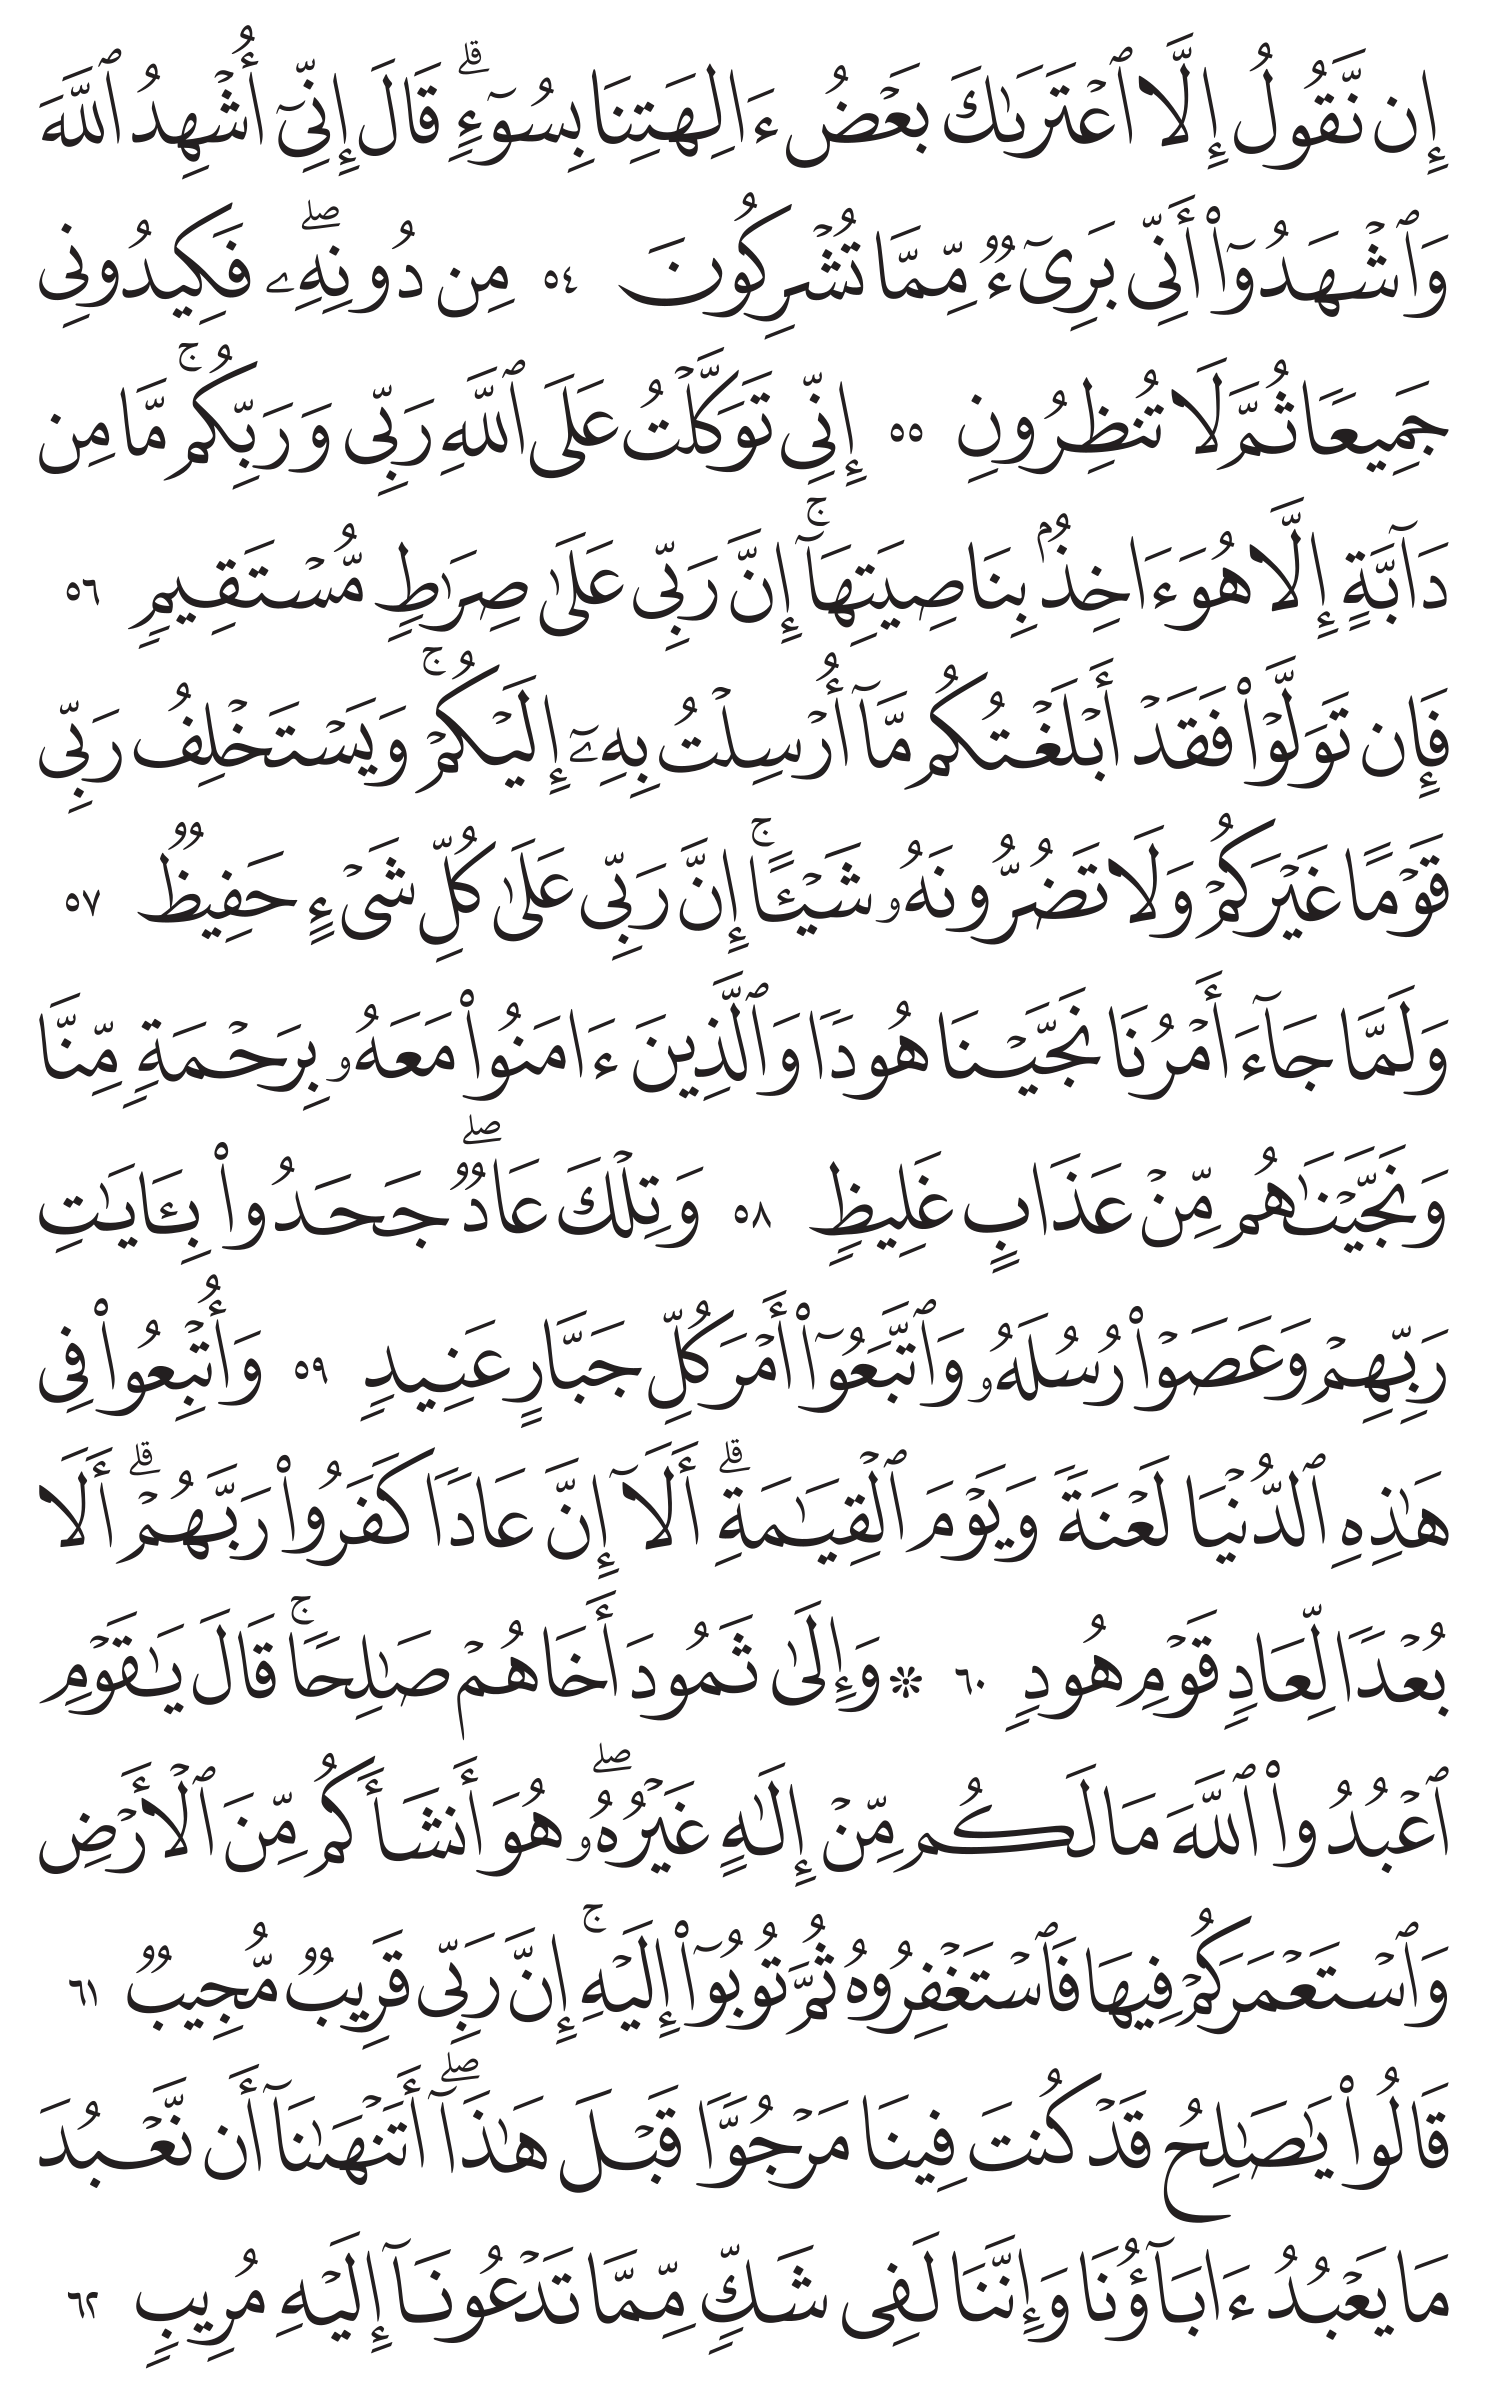 إِن نَّقُولُ إِلَّا ٱعْتَرَىٰكَ بَعْضُ ءَالِهَتِنَا بِسُوٓءٍۗ قَالَ إِنِّىٓ أُشْهِدُ ٱللَّهَ
وَٱشْهَدُوٓا۟ أَنِّى بَرِىٓءٌ مِّمَّا تُشْرِكُونَ ٥٤ مِن دُونِهِۦۖ فَكِيدُونِى
جَمِيعًا ثُمَّ لَا تُنظِرُونِ ٥٥ إِنِّى تَوَكَّلْتُ عَلَى ٱللَّهِ رَبِّى وَرَبِّكُمۚ مَّا مِن
دَآبَّةٍ إِلَّا هُوَ ءَاخِذٌۢ بِنَاصِيَتِهَآۚ إِنَّ رَبِّى عَلَىٰ صِرَٰطٍ مُّسْتَقِيمٍ ٥٦
فَإِن تَوَلَّوْا۟ فَقَدْ أَبْلَغْتُكُم مَّآ أُرْسِلْتُ بِهِۦٓ إِلَيْكُمْۚ وَيَسْتَخْلِفُ رَبِّى
قَوْمًا غَيْرَكُمْ وَلَا تَضُرُّونَهُۥ شَيْـًٔاۚ إِنَّ رَبِّى عَلَىٰ كُلِّ شَىْءٍ حَفِيظٌ ٥٧
وَلَمَّا جَآءَ أَمْرُنَا نَجَّيْنَا هُودًا وَٱلَّذِينَ ءَامَنُوا۟ مَعَهُۥ بِرَحْمَةٍ مِّنَّا
وَنَجَّيْنَٰهُم مِّنْ عَذَابٍ غَلِيظٍ ٥٨ وَتِلْكَ عَادٌۖ جَحَدُوا۟ بِـَٔايَٰتِ
رَبِّهِمْ وَعَصَوْا۟ رُسُلَهُۥ وَٱتَّبَعُوٓا۟ أَمْرَ كُلِّ جَبَّارٍ عَنِيدٍ ٥٩ وَأُتْبِعُوا۟ فِى
هَٰذِهِ ٱلدُّنْيَا لَعْنَةً وَيَوْمَ ٱلْقِيَٰمَةِۗ أَلَآ إِنَّ عَادًا كَفَرُوا۟ رَبَّهُمْۗ أَلَا
بُعْدًا لِّعَادٍ قَوْمِ هُودٍ ٦٠ ۞ وَإِلَىٰ ثَمُودَ أَخَاهُمْ صَٰلِحًاۚ قَالَ يَٰقَوْمِ
ٱعْبُدُوا۟ ٱللَّهَ مَا لَكُم مِّنْ إِلَٰهٍ غَيْرُهُۥۖ هُوَ أَنشَأَكُم مِّنَ ٱلْأَرْضِ
وَٱسْتَعْمَرَكُمْ فِيهَا فَٱسْتَغْفِرُوهُ ثُمَّ تُوبُوٓا۟ إِلَيْهِۚ إِنَّ رَبِّى قَرِيبٌ مُّجِيبٌ ٦١
قَالُوا۟ يَٰصَٰلِحُ قَدْ كُنتَ فِينَا مَرْجُوًّا قَبْلَ هَٰذَآۖ أَتَنْهَىٰنَآ أَن نَّعْبُدَ
مَا يَعْبُدُ ءَابَآؤُنَا وَإِنَّنَا لَفِى شَكٍّ مِّمَّا تَدْعُونَآ إِلَيْهِ مُرِيبٍ ٦٢